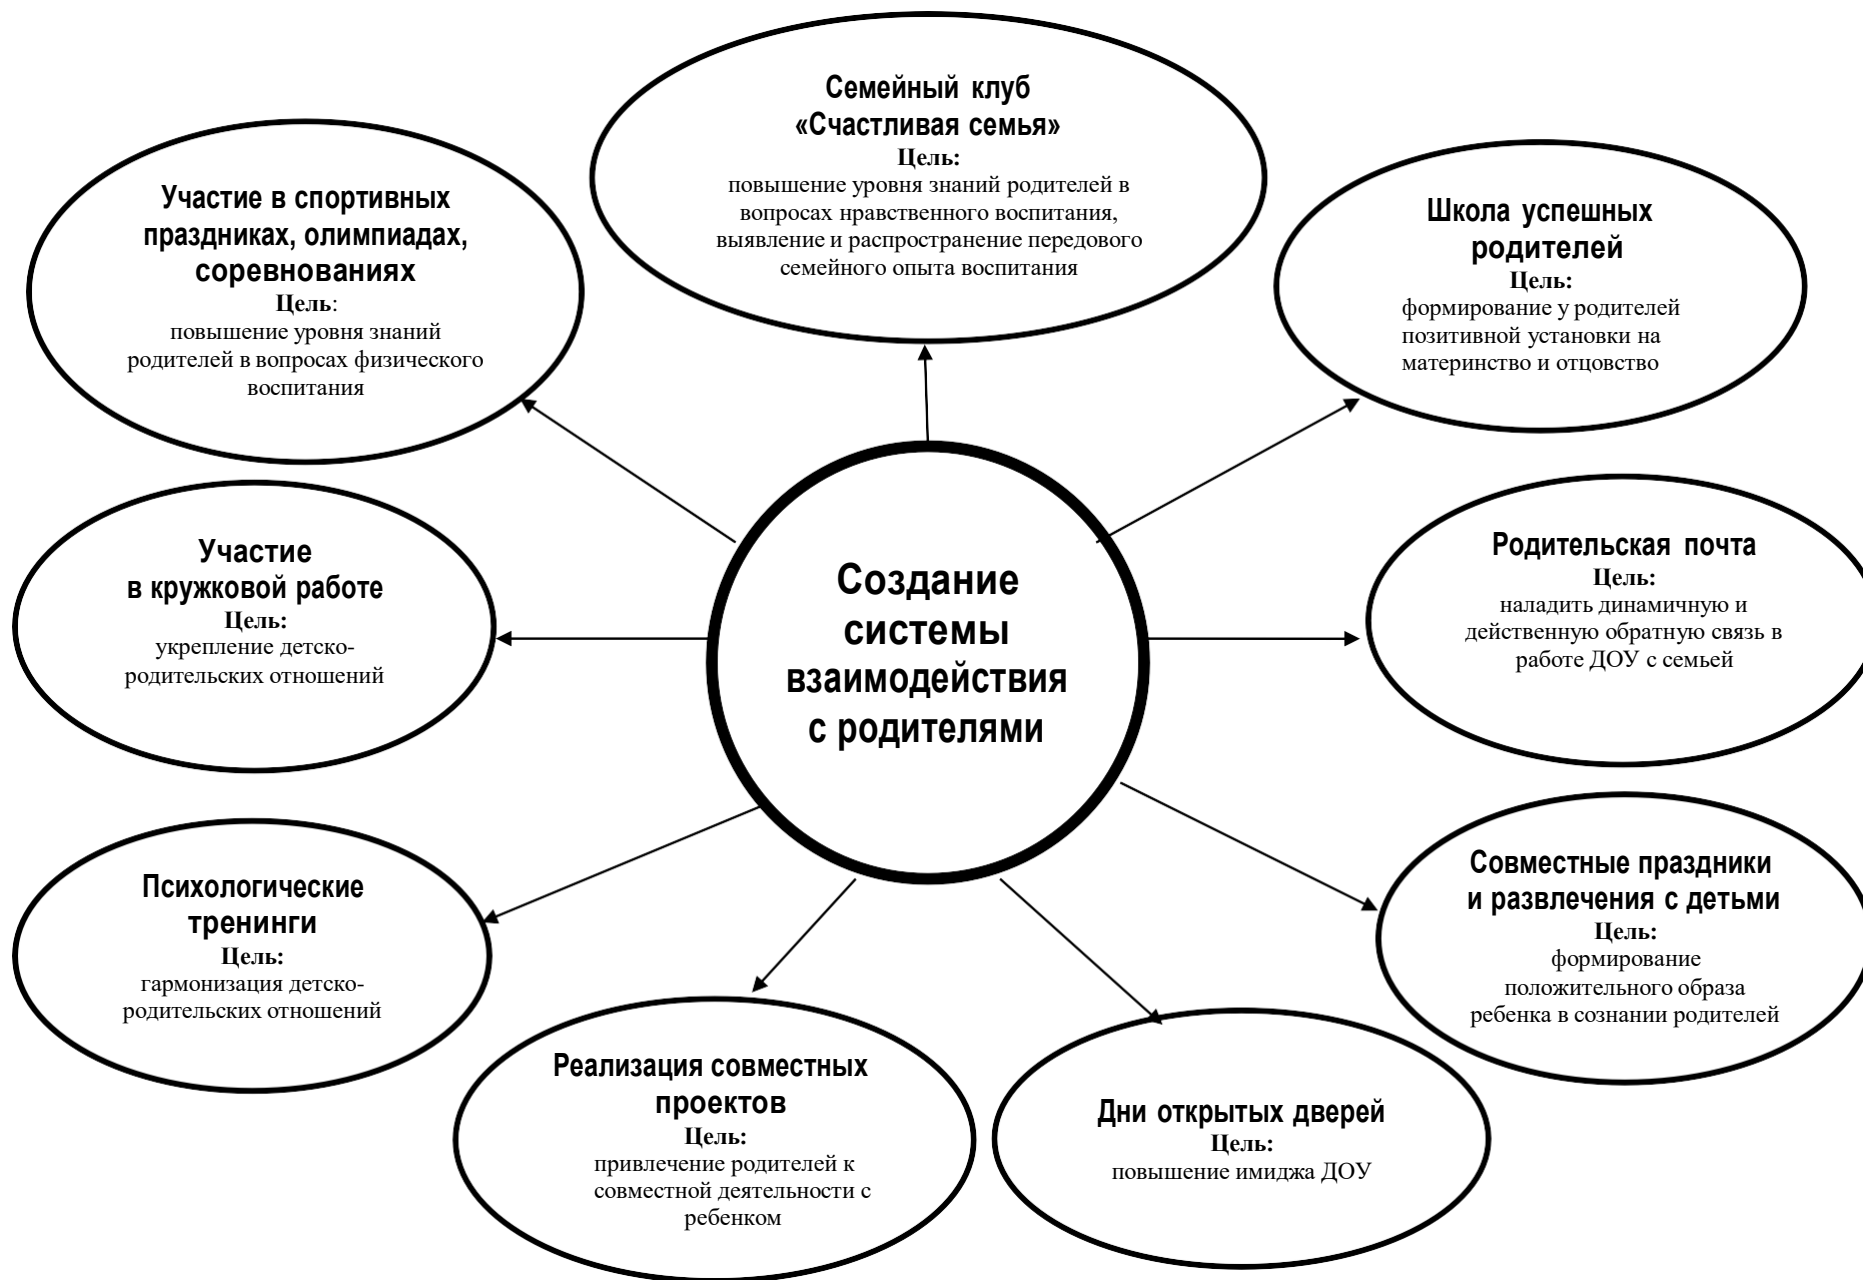 Семейный клуб
«Счастливая семья»
Цель:
повышение уровня знаний родителей в
вопросах нравственного воспитания,
выявление и распространение передового
семейного опыта воспитания
Участие в спортивных
праздниках, олимпиадах,
соревнованиях
Цель:
повышение уровня знаний
родителей в вопросах физического
воспитания
Школа успешных
родителей
Цель:
формирование у родителей
позитивной установки на
материнство и отцовство
Участие
в кружковой работе
Цель:
укрепление детско-
родительских отношений
Создание
системы
взаимодействия
с родителями
Родительская почта
Цель:
наладить динамичную и
действенную обратную связь в
работе ДОУ с семьей
Психологические
тренинги
Цель:
гармонизация детско-
родительских отношений
Совместные праздники
и развлечения с детьми
Цель:
формирование
положительного образа
ребенка в сознании родителей
Реализация совместных
проектов
Цель:
привлечение родителей к
совместной деятельности с
ребенком
Дни открытых дверей
Цель:
повышение имиджа ДОУ